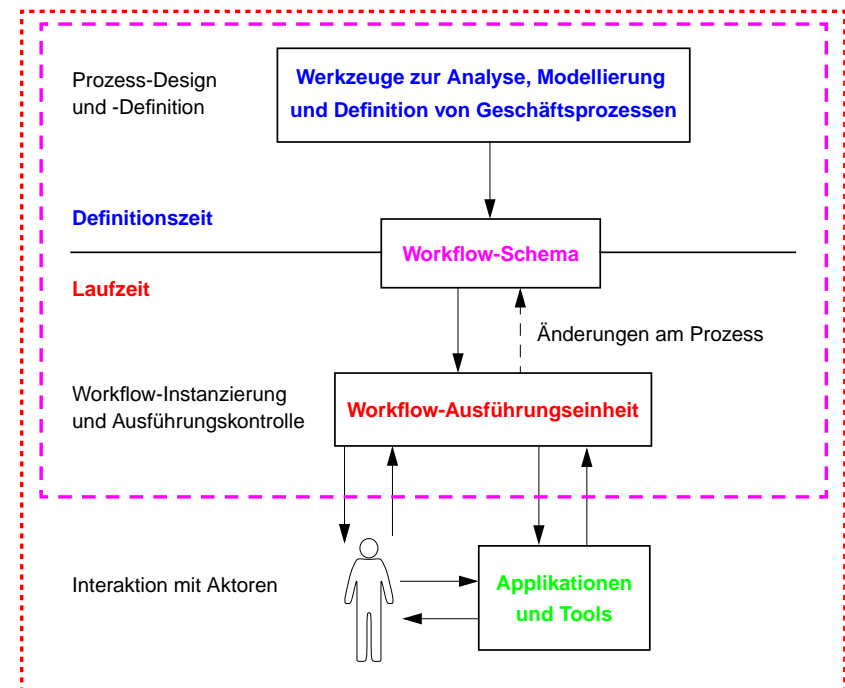 Prozess-Design
und -Definition
Werkzeuge zur Analyse, Modellierung
und Definition von Geschäftsprozessen
Definitionszeit
Workflow-Schema
Laufzeit
Änderungen am Prozess
Workflow-Instanzierung
und Ausführungskontrolle
Workflow-Ausführungseinheit
Interaktion mit Aktoren
Applikationen
und Tools